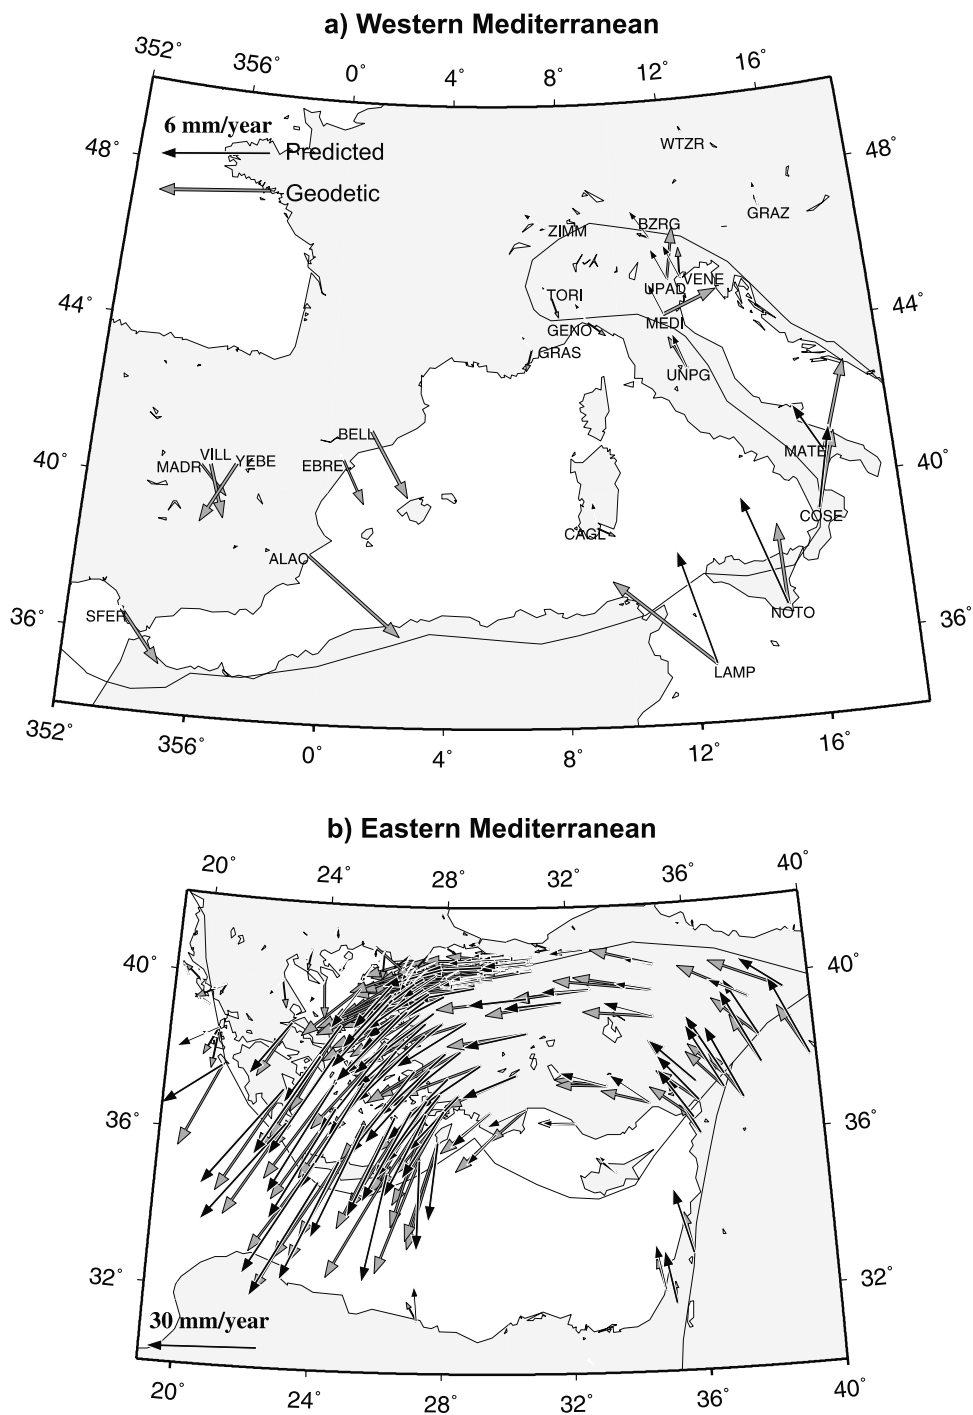 a) Western Mediterranean
352° 356° 0° 4° 8° 12° 16°
6 mm/year
Predicted
Geodetic
48° 48°
44° 44°
40° 40°
36° 36°
WTZR
GRAZ
BZRG
ZIMM
VENE
UPAD
TORI
MEDI
GENO
GRAS
UNPG
BELL
MATE
VILL
YEBE
MADR
EBRE
COSE
CAGL
ALAC
NOTO
SFER
LAMP
352° 356° 0° 4° 8° 12° 16°
b) Eastern Mediterranean
20° 24° 28° 32° 36° 40°
40° 40°
36° 36°
32° 32°
30 mm/year
20° 24° 28° 32° 36° 40°